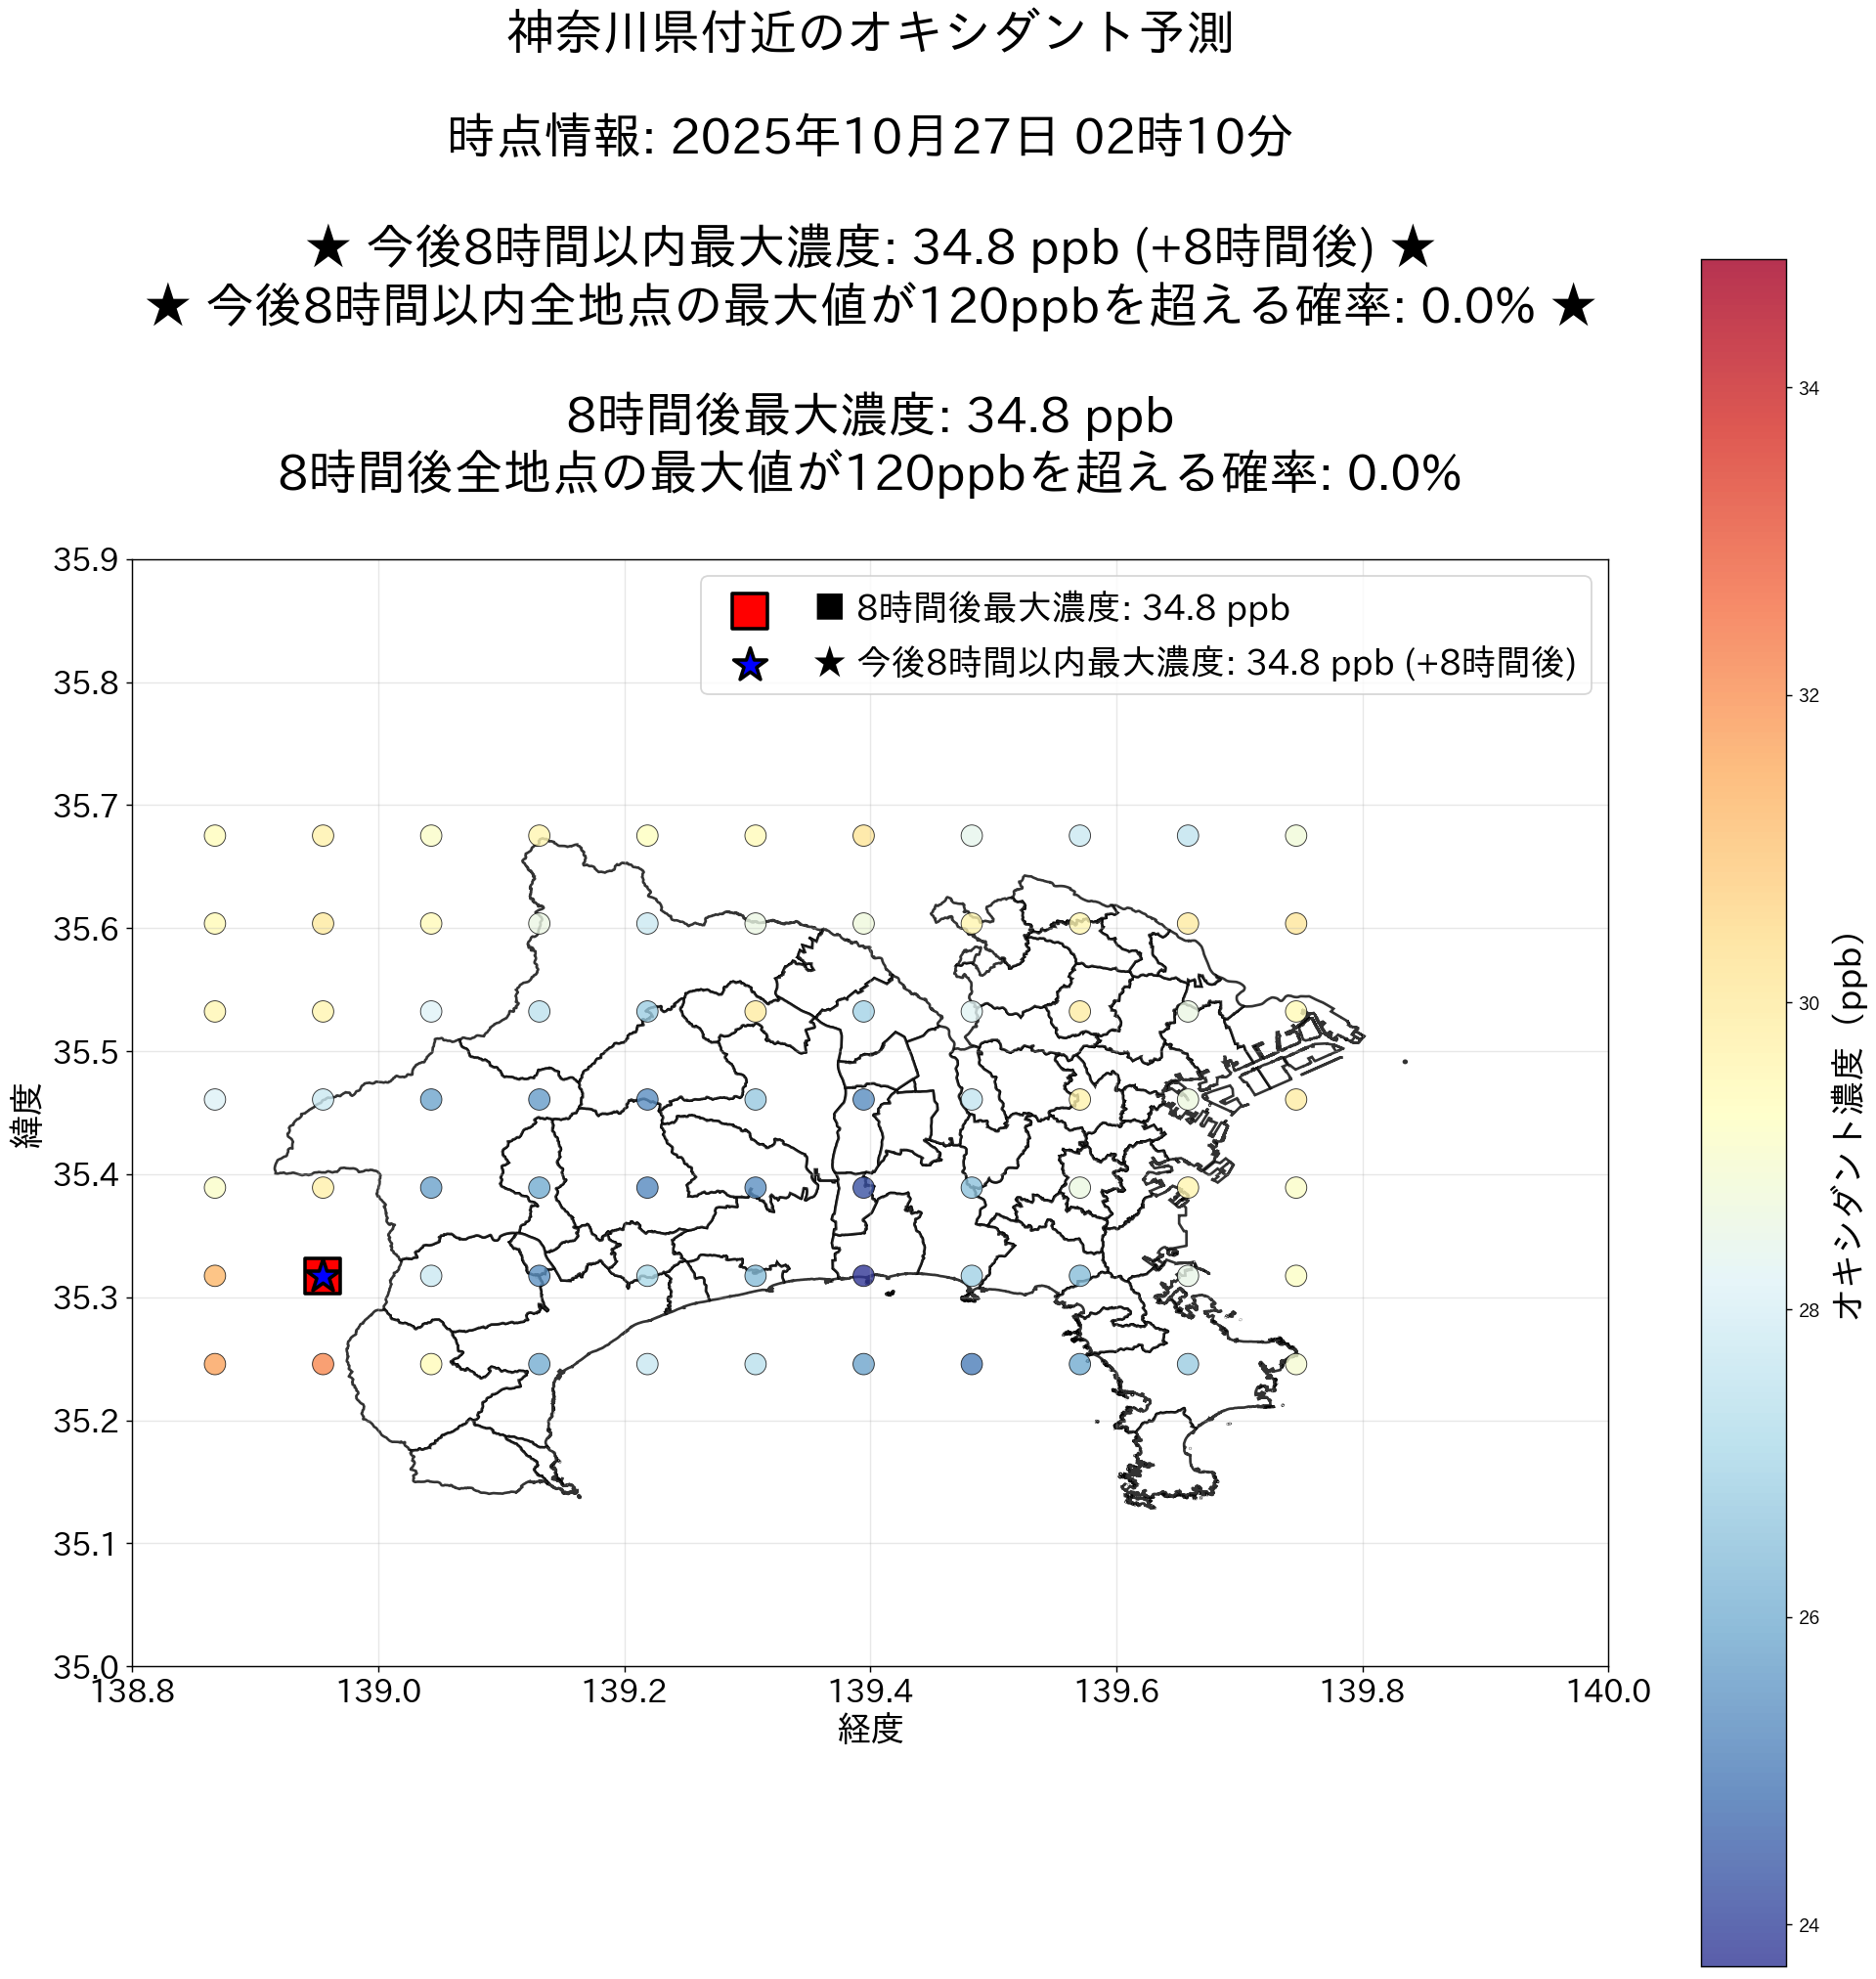 神奈川県付近のオキシダント予測
時点情報: 2025年10月27日 02時10分
★ 今後8時間以内最大濃度: 34.8 ppb (+8時間後) ★
★ 今後8時間以内全地点の最大値が120ppbを超える確率: 0.0% ★
8時間後最大濃度: 34.8 ppb
8時間後全地点の最大値が120ppbを超える確率: 0.0%
■ 8時間後最大濃度: 34.8 ppb
★ 今後8時間以内最大濃度: 34.8 ppb (+8時間後)
35.9
35.8
35.7
35.6
35.5
35.4
35.3
35.2
35.1
35.0
緯度
138.8
139.0
139.2
139.4
139.6
139.8
140.0
経度
34
32
30
28
26
24
オキシダント濃度 (ppb)